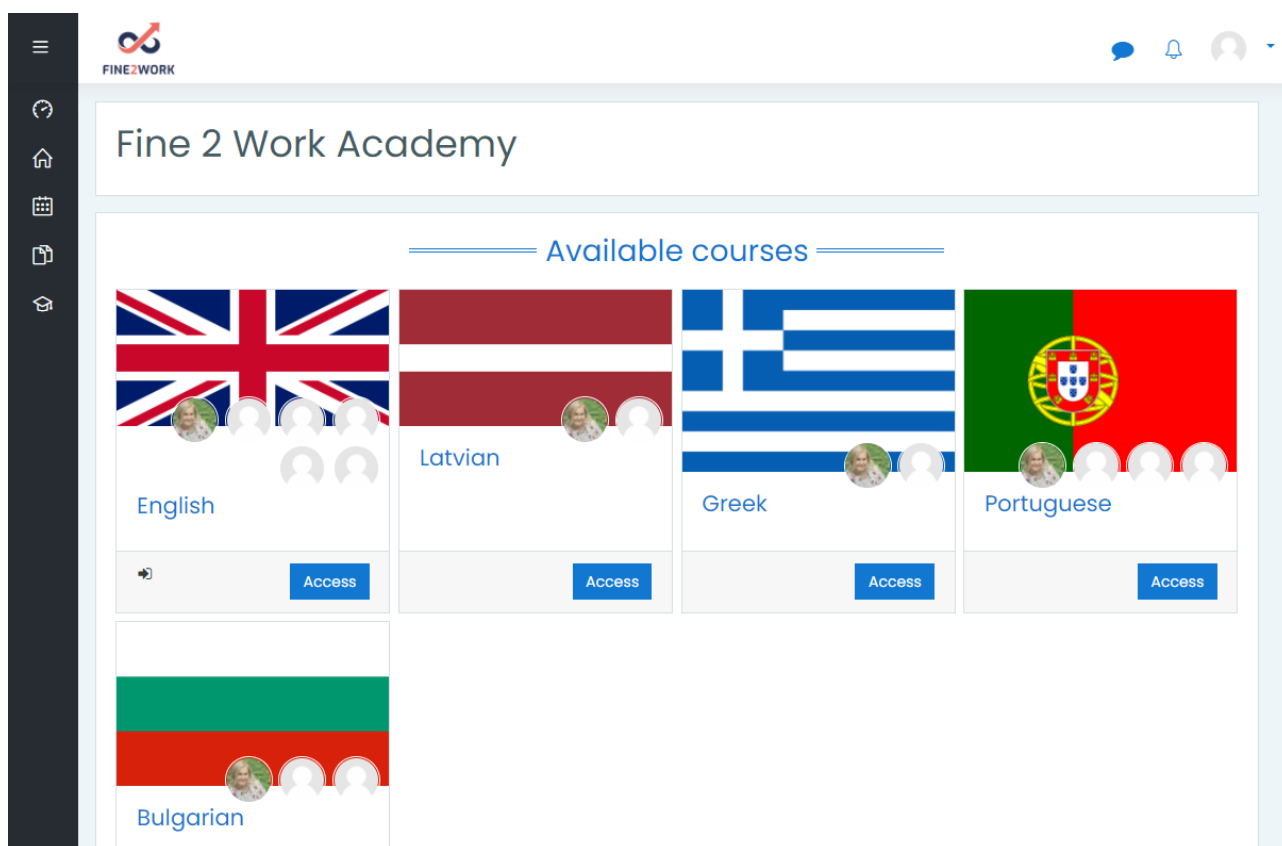 FINE2WORK
Fine 2 Work Academy
Available courses
English
Access
Latvian
Access
Greek
Access
Portuguese
Access
Bulgarian